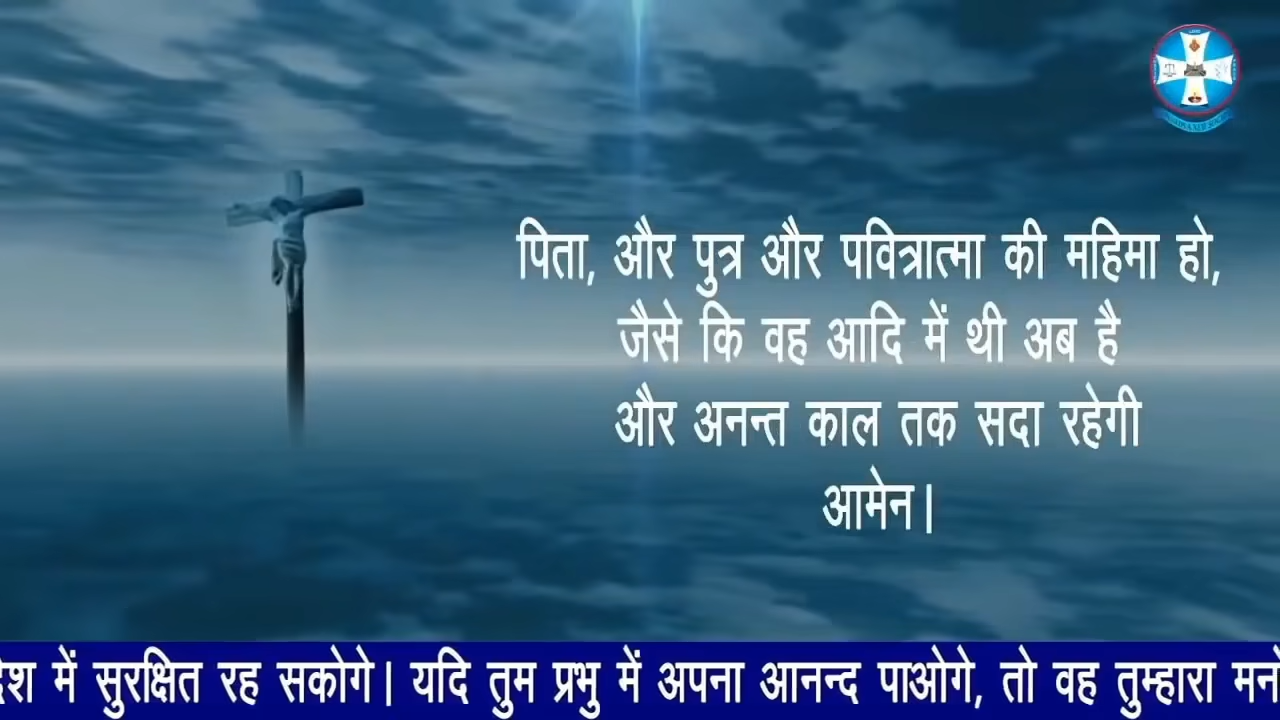 पिता, और पुत्र और पवित्रात्मा की महिमा हो,
जैसे कि वह आदि में थी अब है
और अनन्त काल तक सदा रहेगी
आमेन।
में सुरक्षित रह सकोगे। यदि तुम प्रभु में अपना आनन्द पाओगे, तो वह तुम्हारा